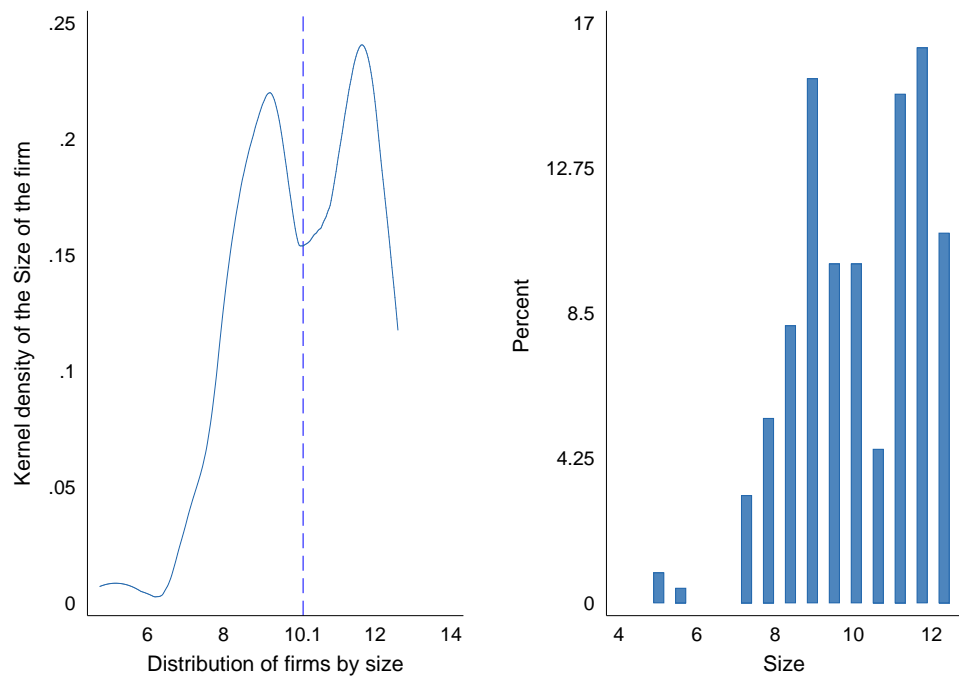 Kernel density of the Size of the firm
.25
.2
.15
.1
.05
0
6 8 10.1 12 14
Distribution of firms by size
Percent
17
12.75
8.5
4.25
0
4 6 8 10 12
Size